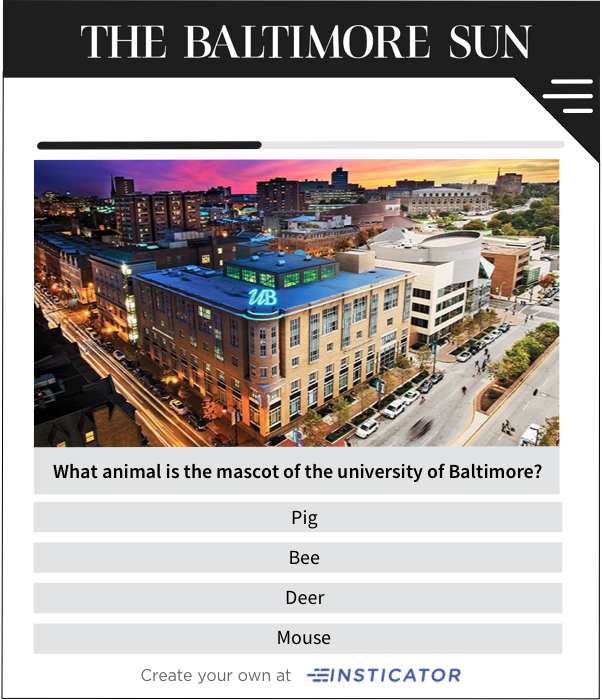 THE BALTIMORE SUN
UB
What animal is the mascot of the university of Baltimore?
Pig
Bee
Deer
Mouse
Create your own at INSTICATOR